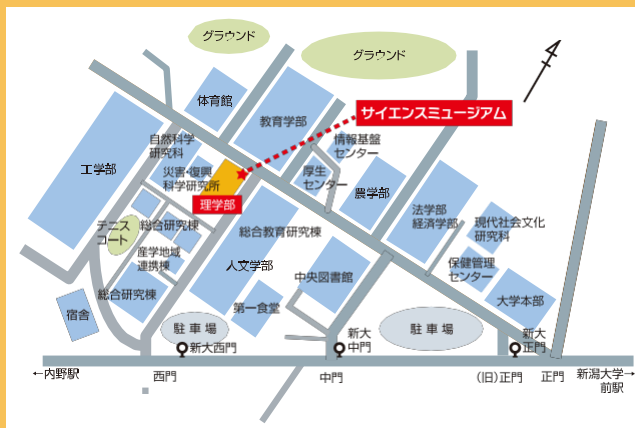 グラウンド
グラウンド
体育館
教育学部
サイエンスミュージアム
自然科学
研究科
情報基盤
センター
工学部
災害・復興
科学研究所
厚生
センター
農学部
理学部
法学部
経済学部
現代社会文化
研究科
テニス
コート
総合研究棟
総合教育研究棟
産学地域
連携棟
人文学部
中央図書館
保健管理
センター
総合研究棟
第一食堂
大学本部
宿舎
駐車場
新大西門
新大
中門
駐車場
新大
正門
←内野駅
西門
中門
(旧)正門
正門
新潟大学→
前駅